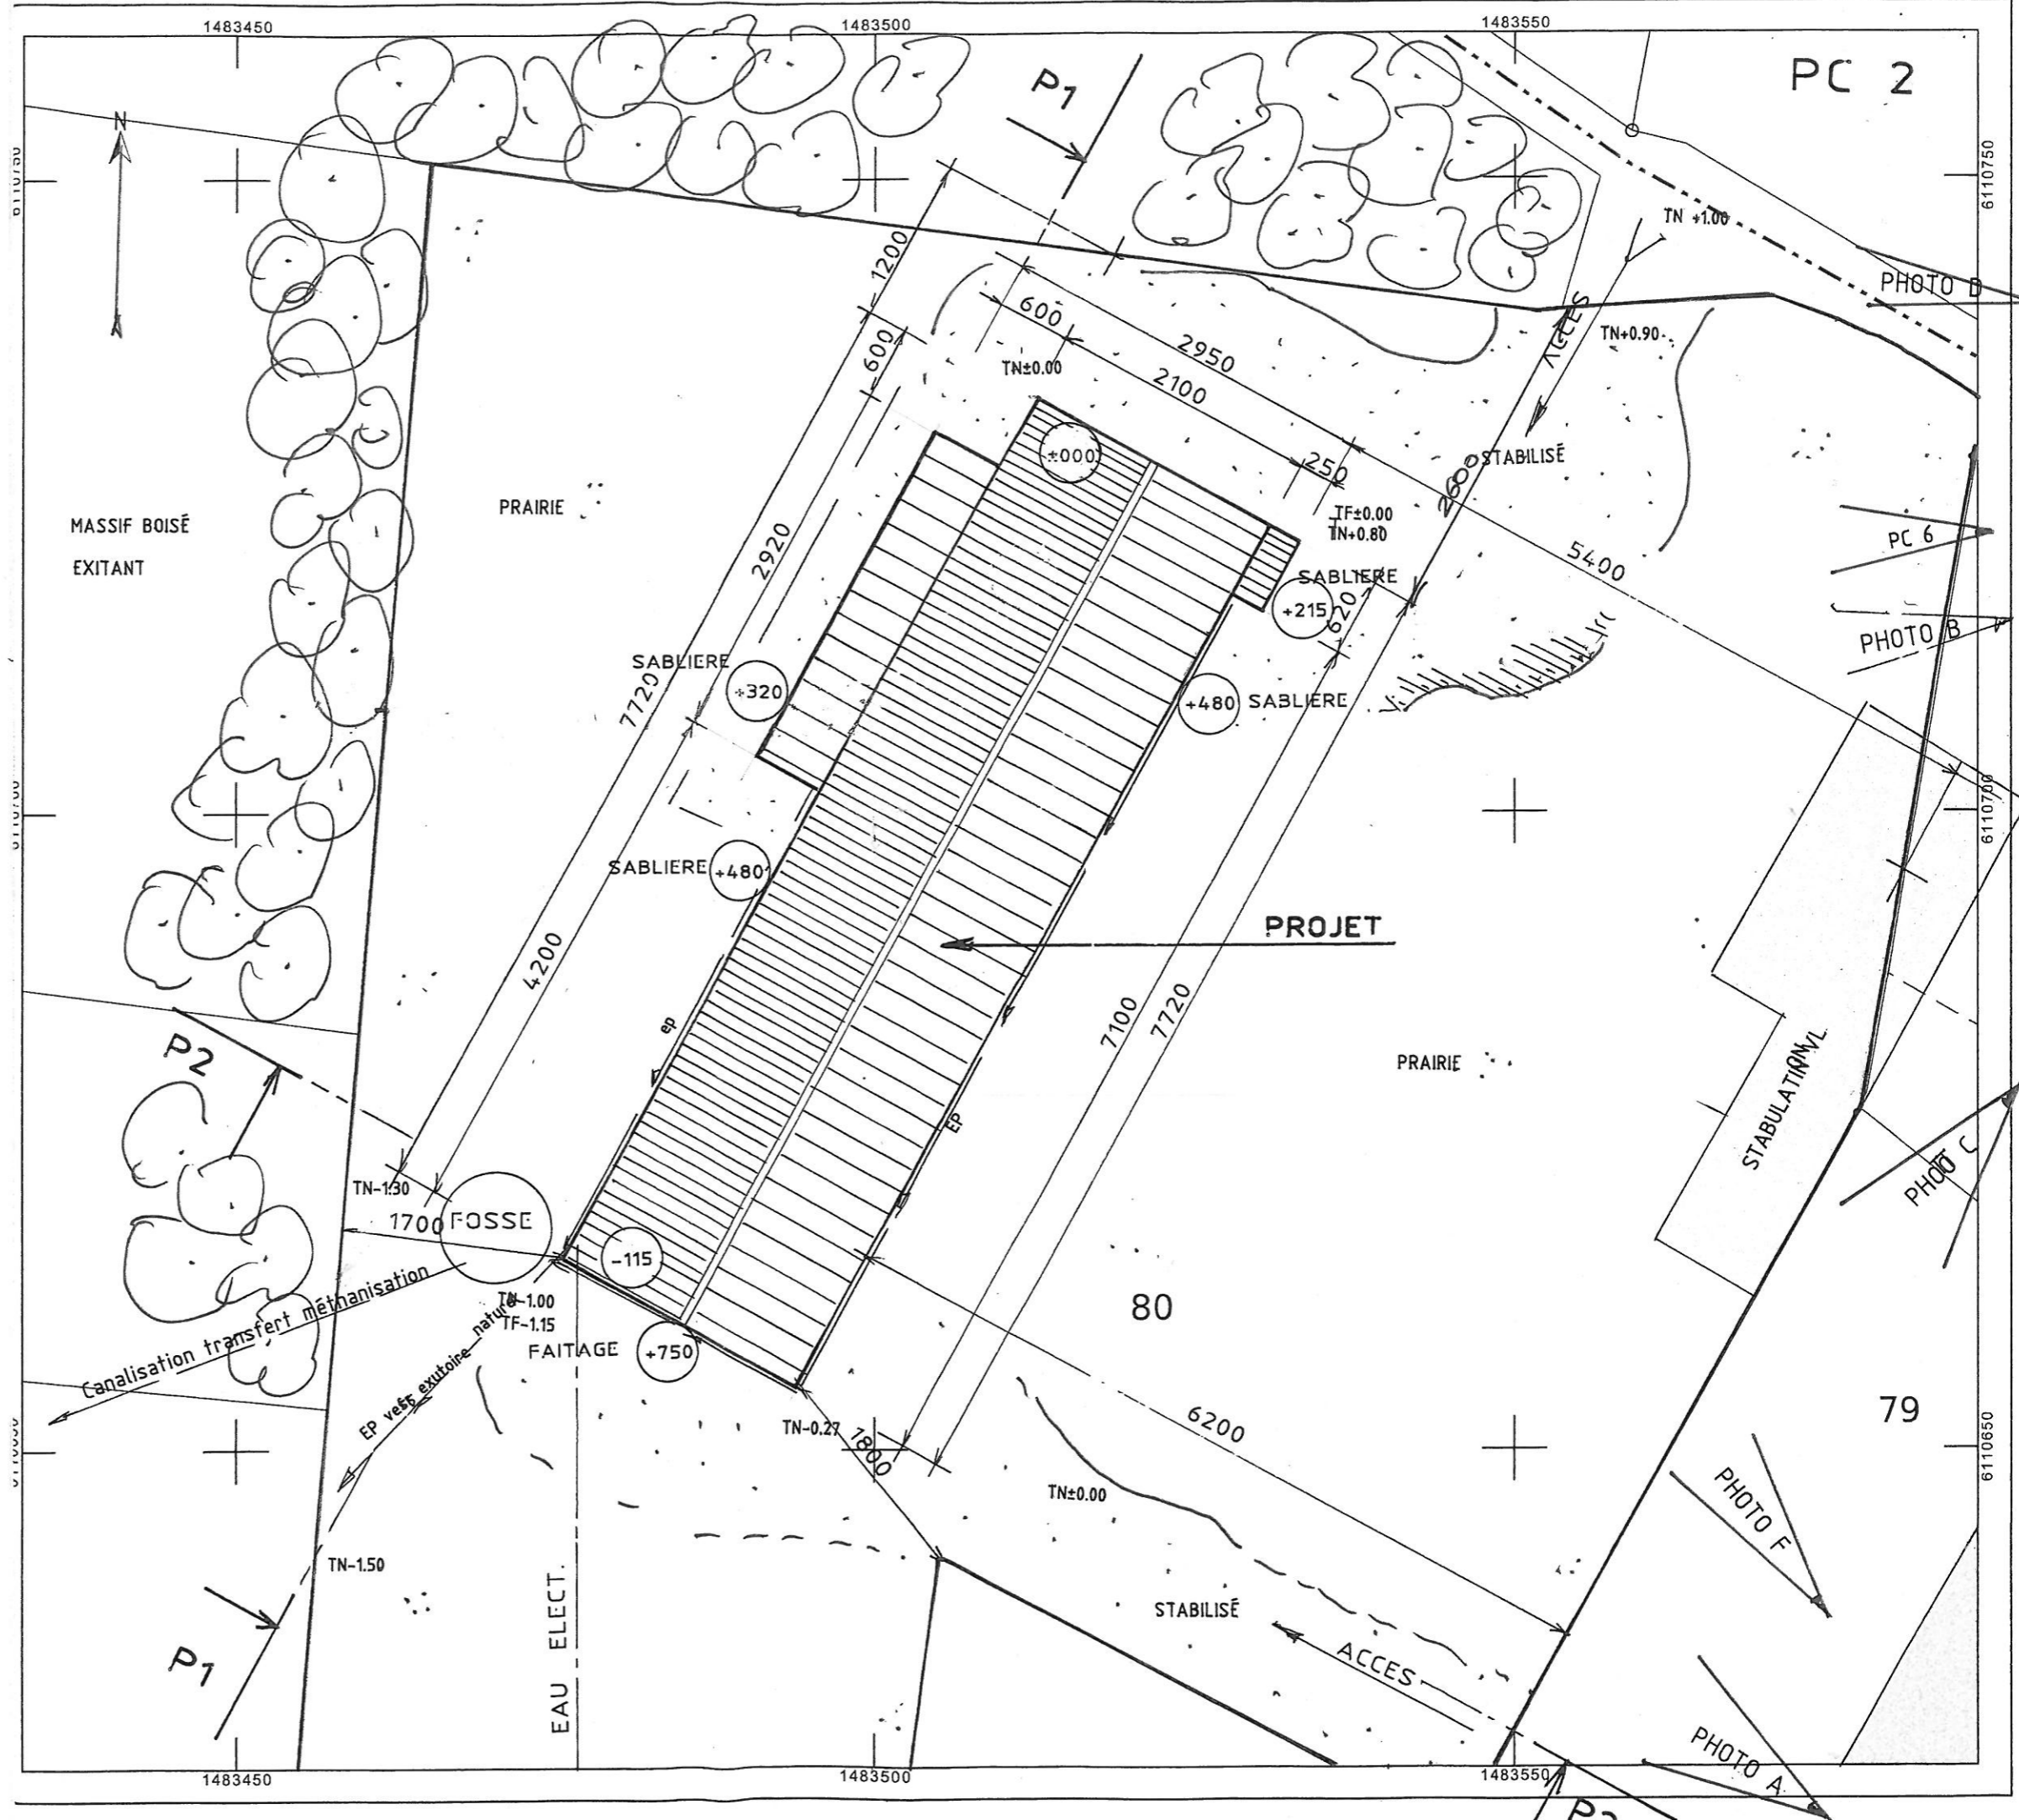 1483450
1483500
1483550
PC 2
P1
N
6110750
TN +1.00
PHOTO D
1200
600
600
2950
2100
ACCES
TN+0.90
TN±0.00
±000
250
2600
STABILISÉ
PRAIRIE
MASSIF BOISÉ
EXITANT
TF±0.00
TN+0.80
5400
PC 6
2920
SABLIERE
+215
620
PHOTO B
SABLIERE
+320
7720
+480
SABLIERE
6110700
SABLIERE
+480
PROJET
4200
7100
7720
ep
P2
PRAIRIE
STABULATION VL
EP
PHOTO C
TN-1.30
1700
FOSSE
-115
Canalisation transfert méthanisation
TN-1.00
TF-1.15
EP vers exutoire naturel
FAITAGE
+750
80
79
TN-0.27
1800
6200
6110650
TN±0.00
PHOTO F
TN-1.50
EAU ELECT.
STABILISÉ
ACCES
P1
PHOTO A
1483450
1483500
1483550